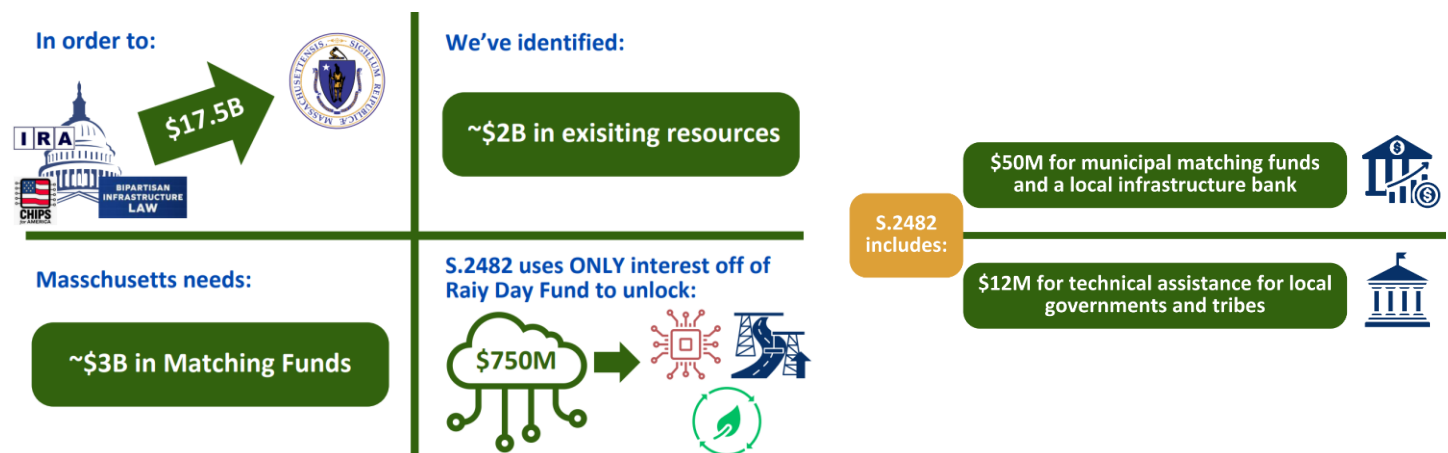 In order to:
$17.5B
SIGILLUM REIPUBLICÆ MASSACHUSETTENSIS
IRA
CHIPS
for AMERICA
BIPARTISAN
INFRASTRUCTURE
LAW
We've identified:
~$2B in exisiting resources
Masschusetts needs:
~$3B in Matching Funds
S.2482 uses ONLY interest off of
Raiy Day Fund to unlock:
$750M
S.2482
includes:
$50M for municipal matching funds
and a local infrastructure bank
$12M for technical assistance for local
governments and tribes